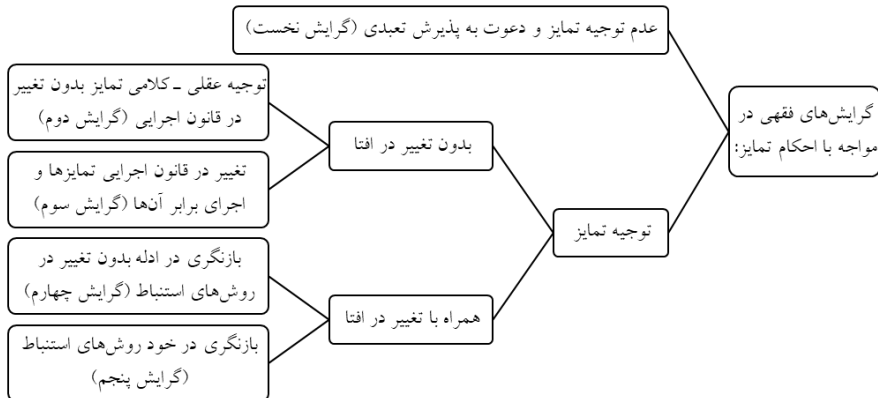 گرایش‌های فقهی در
مواجه با احکام تمایز:
عدم توجیه تمایز و دعوت به پذیرش تعبدی (گرایش نخست)
توجیه تمایز
بدون تغییر در افتا
توجیه عقلی ـ کلامی تمایز بدون تغییر
در قانون اجرایی (گرایش دوم)
تغییر در قانون اجرایی تمایزها و
اجرای برابر آن‌ها (گرایش سوم)
همراه با تغییر در افتا
بازنگری در ادله بدون تغییر در
روش‌های استنباط (گرایش چهارم)
بازنگری در خود روش‌های استنباط
(گرایش پنجم)